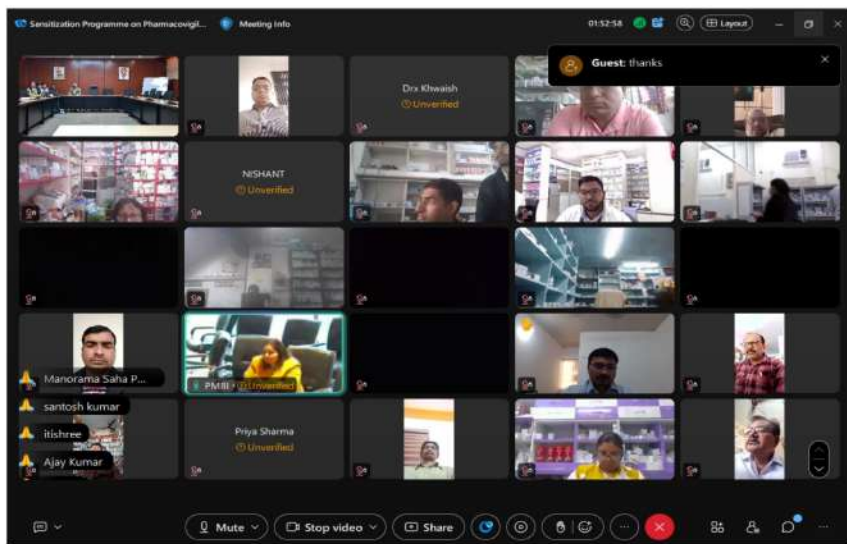 Sensitization Programme on Pharmacovigil... Meeting Info 01:52:58 Layout
Guest: thanks
Drx Khwaish
Unverified
NISHANT
Unverified
Manorama Saha P...
PMBI Unverified
santosh kumar
itishree
Priya Sharma
Unverified
Ajay Kumar
Mute Stop video Share